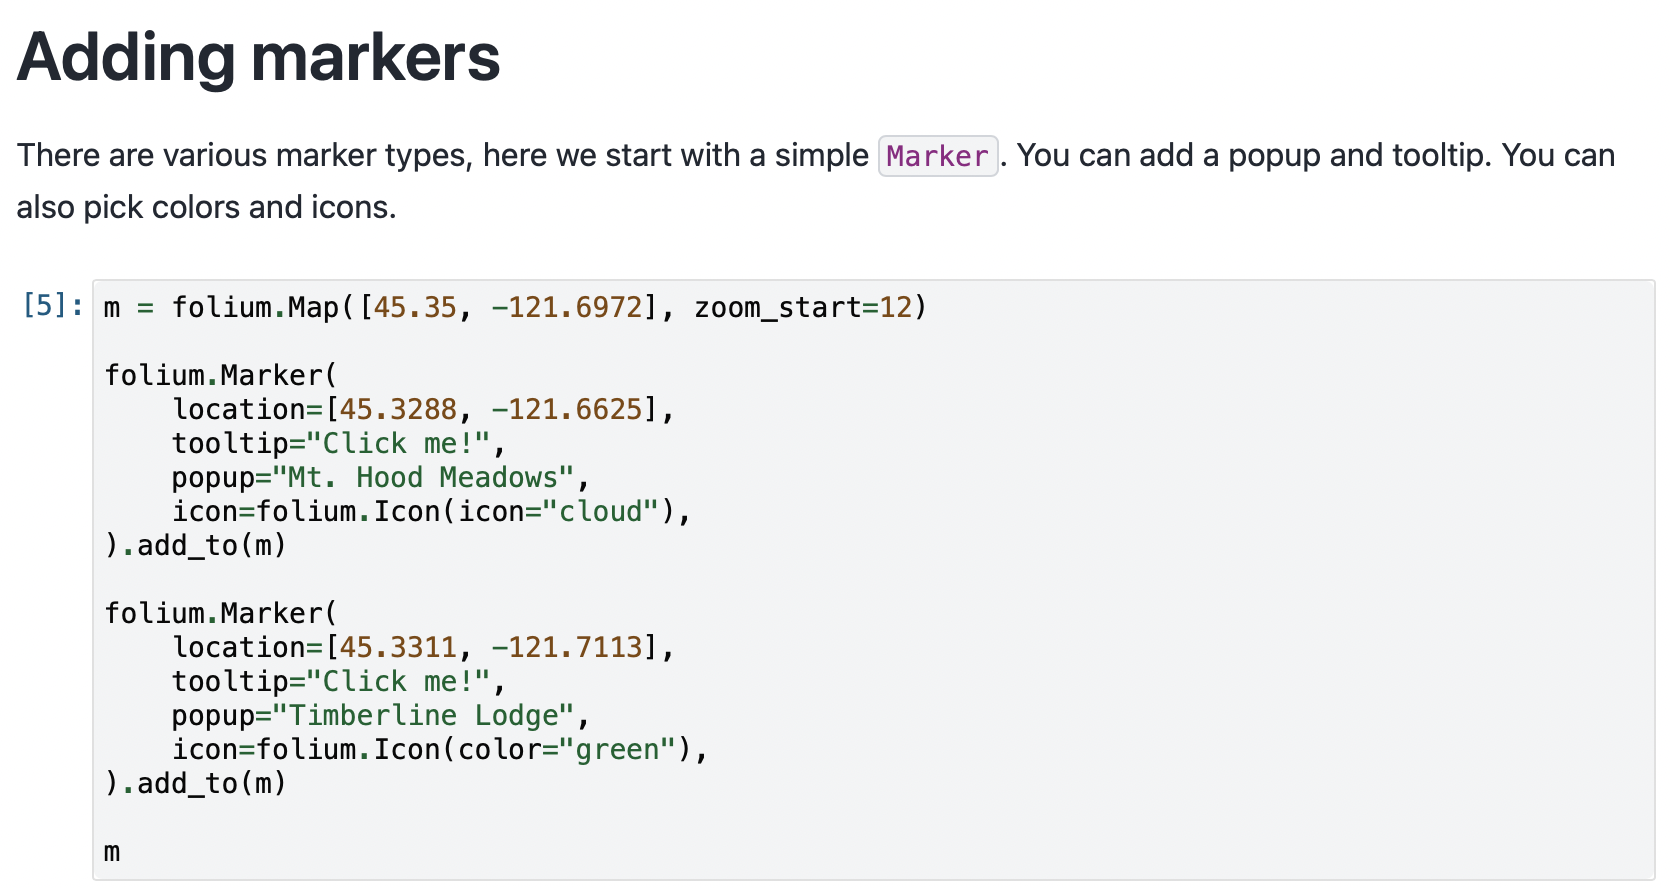 Adding markers
There are various marker types, here we start with a simple Marker. You can add a popup and tooltip. You can
also pick colors and icons.
[5]: m = folium.Map([45.35, -121.6972], zoom_start=12)

folium.Marker(
    location=[45.3288, -121.6625],
    tooltip="Click me!",
    popup="Mt. Hood Meadows",
    icon=folium.Icon(icon="cloud"),
).add_to(m)

folium.Marker(
    location=[45.3311, -121.7113],
    tooltip="Click me!",
    popup="Timberline Lodge",
    icon=folium.Icon(color="green"),
).add_to(m)

m